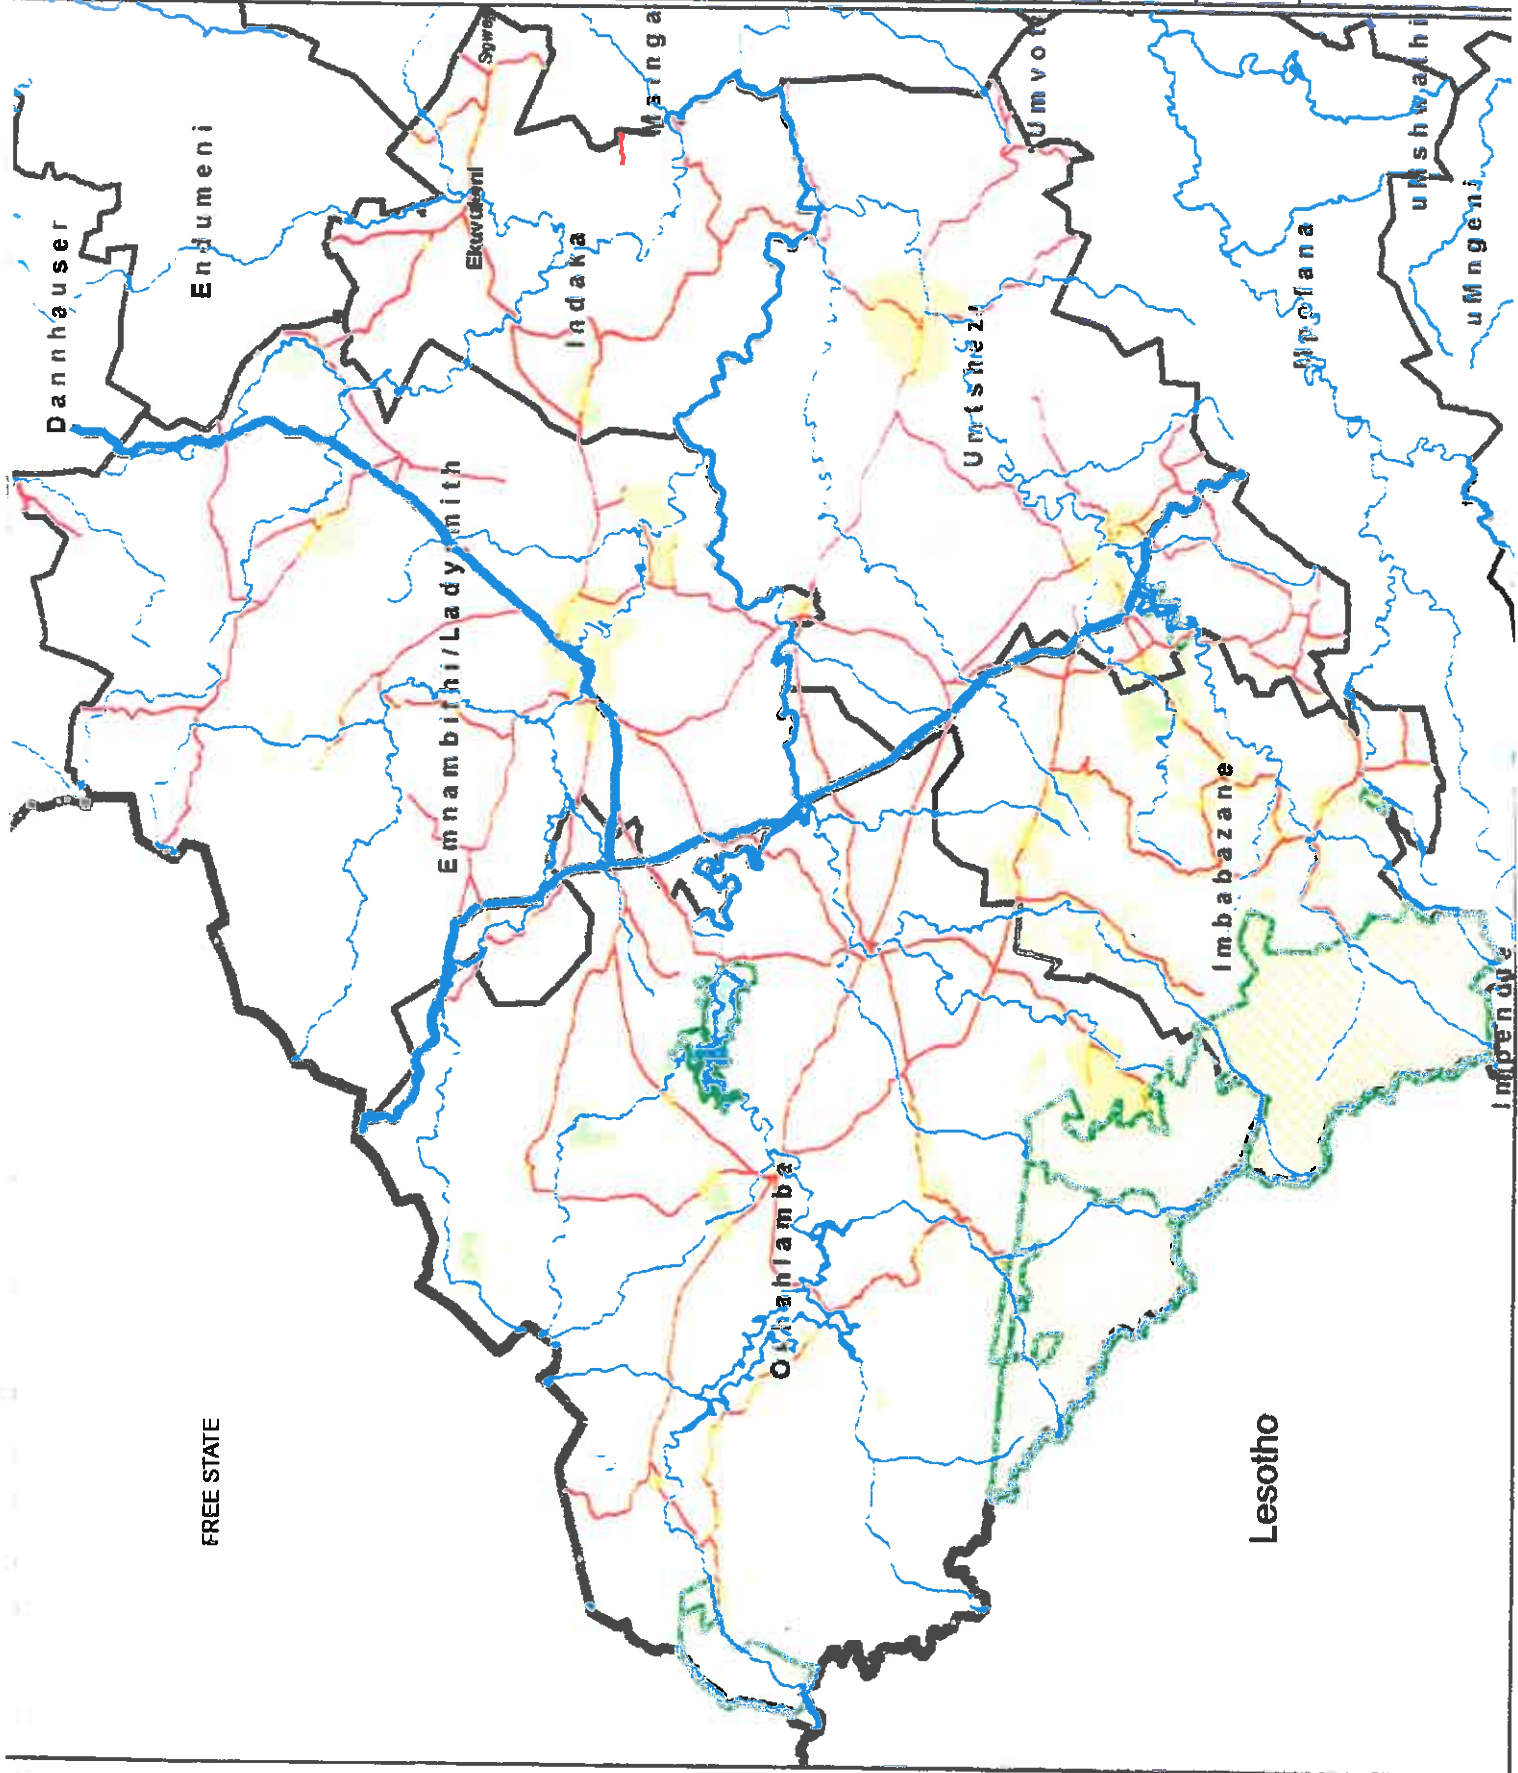 FREE STATE
Lesotho
Okhahlamba
Emnambithi/Ladysmith
Imbabazane
Impendle
Dannhauser
Endumeni
Ekuvukeni
Indaka
Msinga
Umtshezi
Umvoti
Mpofana
uMshwathi
uMngeni